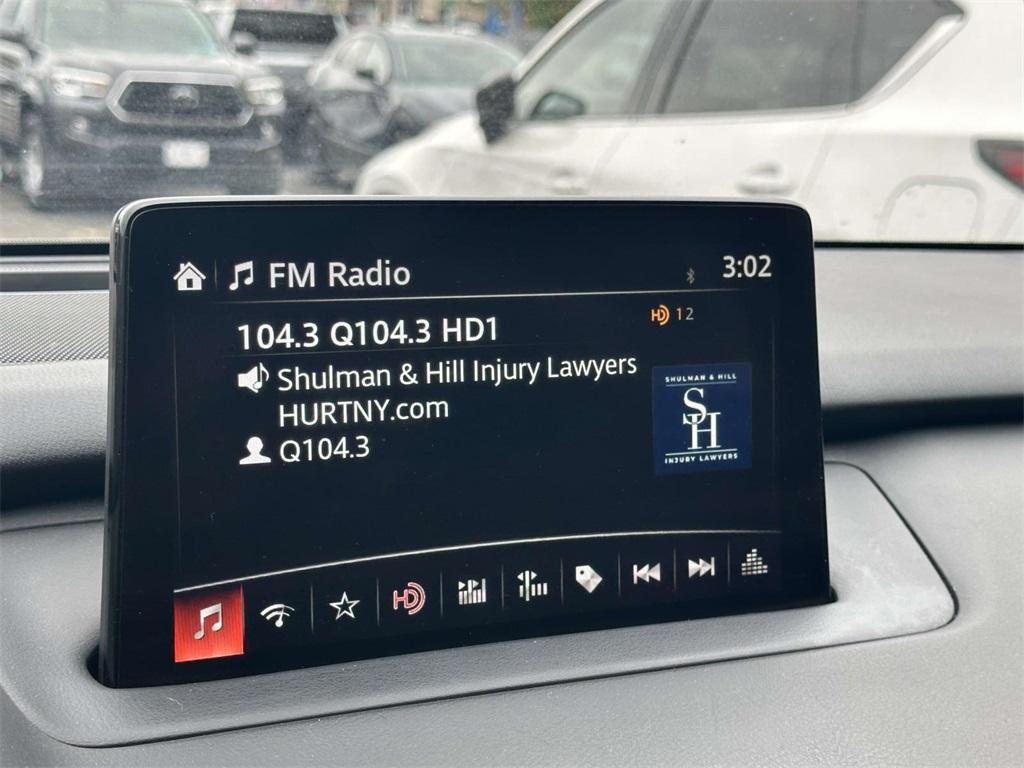 FM Radio
3:02
104.3 Q104.3 HD1
HD 12
Shulman & Hill Injury Lawyers
HURTNY.com
Q104.3
SHULMAN & HILL
SH
INJURY LAWYERS
HD